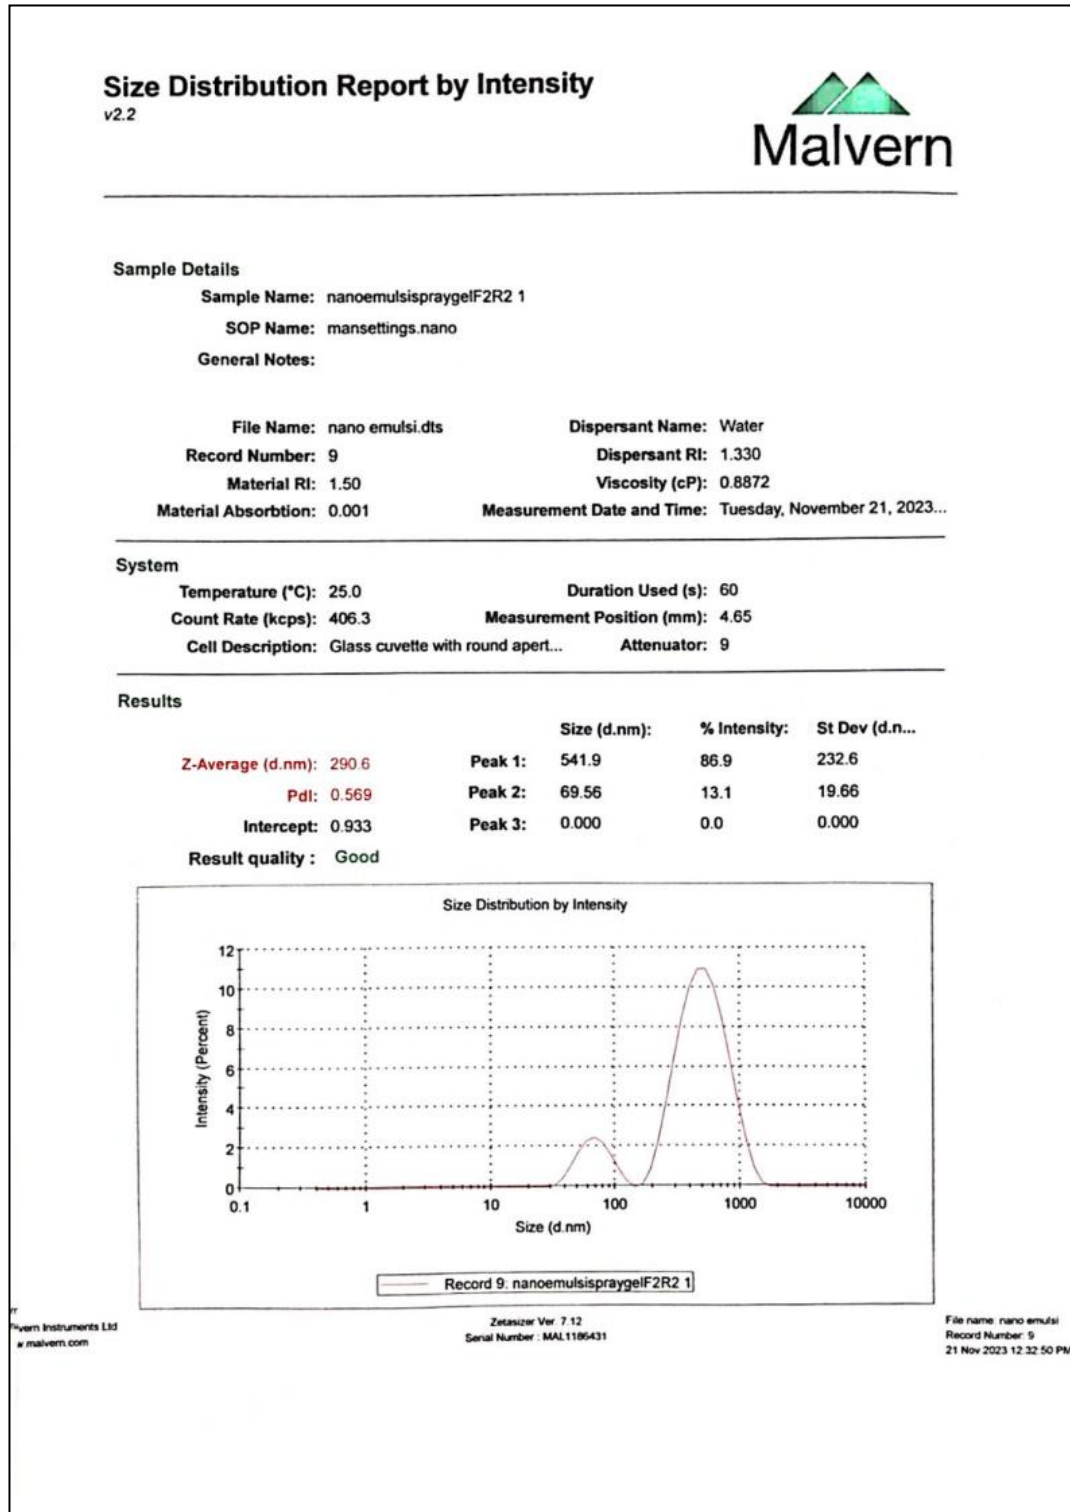 Size Distribution Report by Intensity
v2.2
Malvern
Sample Details
Sample Name: nanoemulsispraygelF2R2 1
SOP Name: mansettings.nano
General Notes:
File Name: nano emulsi.dts Dispersant Name: Water
Record Number: 9 Dispersant RI: 1.330
Material RI: 1.50 Viscosity (cP): 0.8872
Material Absorbtion: 0.001 Measurement Date and Time: Tuesday, November 21, 2023...
System
Temperature (°C): 25.0 Duration Used (s): 60
Count Rate (kcps): 406.3 Measurement Position (mm): 4.65
Cell Description: Glass cuvette with round apert... Attenuator: 9
Results
Size (d.nm): % Intensity: St Dev (d.n...
Z-Average (d.nm): 290.6 Peak 1: 541.9 86.9 232.6
PdI: 0.569 Peak 2: 69.56 13.1 19.66
Intercept: 0.933 Peak 3: 0.000 0.0 0.000
Result quality : Good
Size Distribution by Intensity
Intensity (Percent)
12
10
8
6
4
2
0
0.1 1 10 100 1000 10000
Size (d.nm)
Record 9: nanoemulsispraygelF2R2 1
vern Instruments Ltd
w.malvern.com
Zetasizer Ver. 7.12
Serial Number : MAL1186431
File name: nano emulsi
Record Number: 9
21 Nov 2023 12:32:50 PM